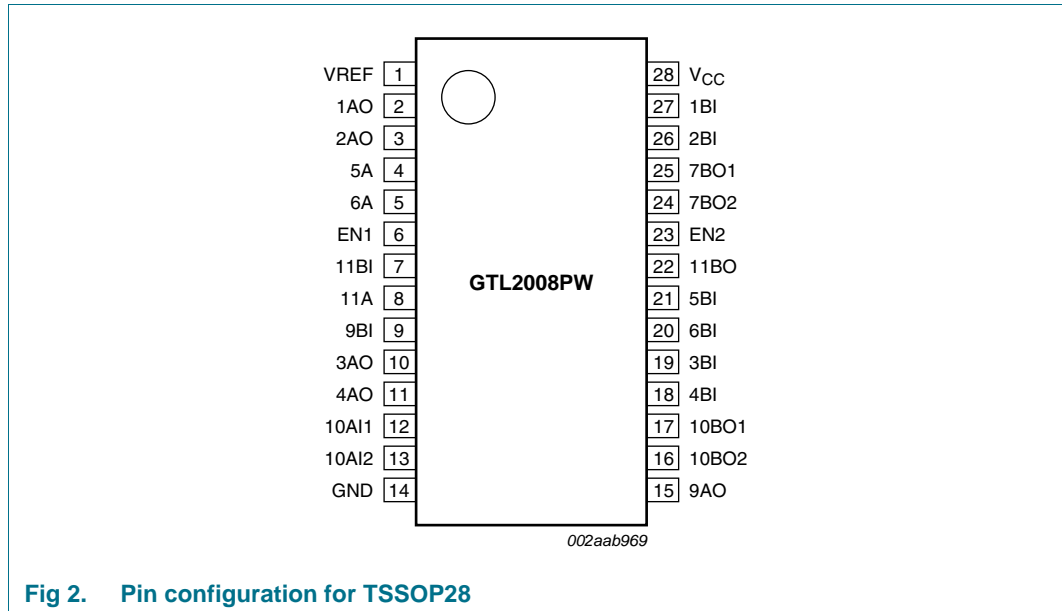 VREF 1 28 VCC
1AO 2 27 1BI
2AO 3 26 2BI
5A 4 25 7BO1
6A 5 24 7BO2
EN1 6 23 EN2
11BI 7 22 11BO
GTL2008PW
11A 8 21 5BI
9BI 9 20 6BI
3AO 10 19 3BI
4AO 11 18 4BI
10AI1 12 17 10BO1
10AI2 13 16 10BO2
GND 14 15 9AO
002aab969
Fig 2. Pin configuration for TSSOP28